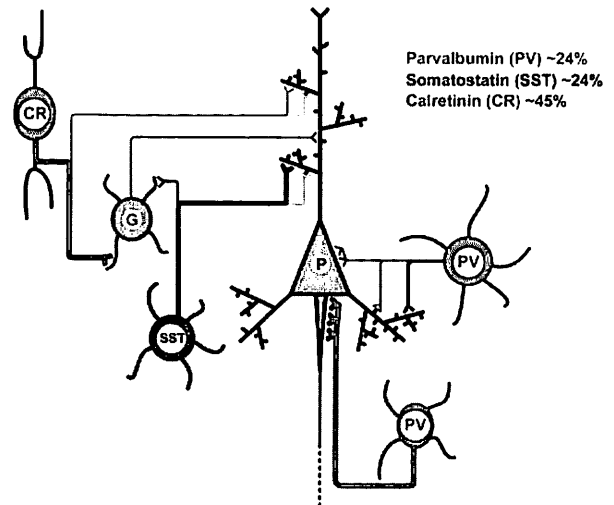 Parvalbumin (PV) ~24%
Somatostatin (SST) ~24%
Calretinin (CR) ~45%
CR
G
P
PV
SST
PV